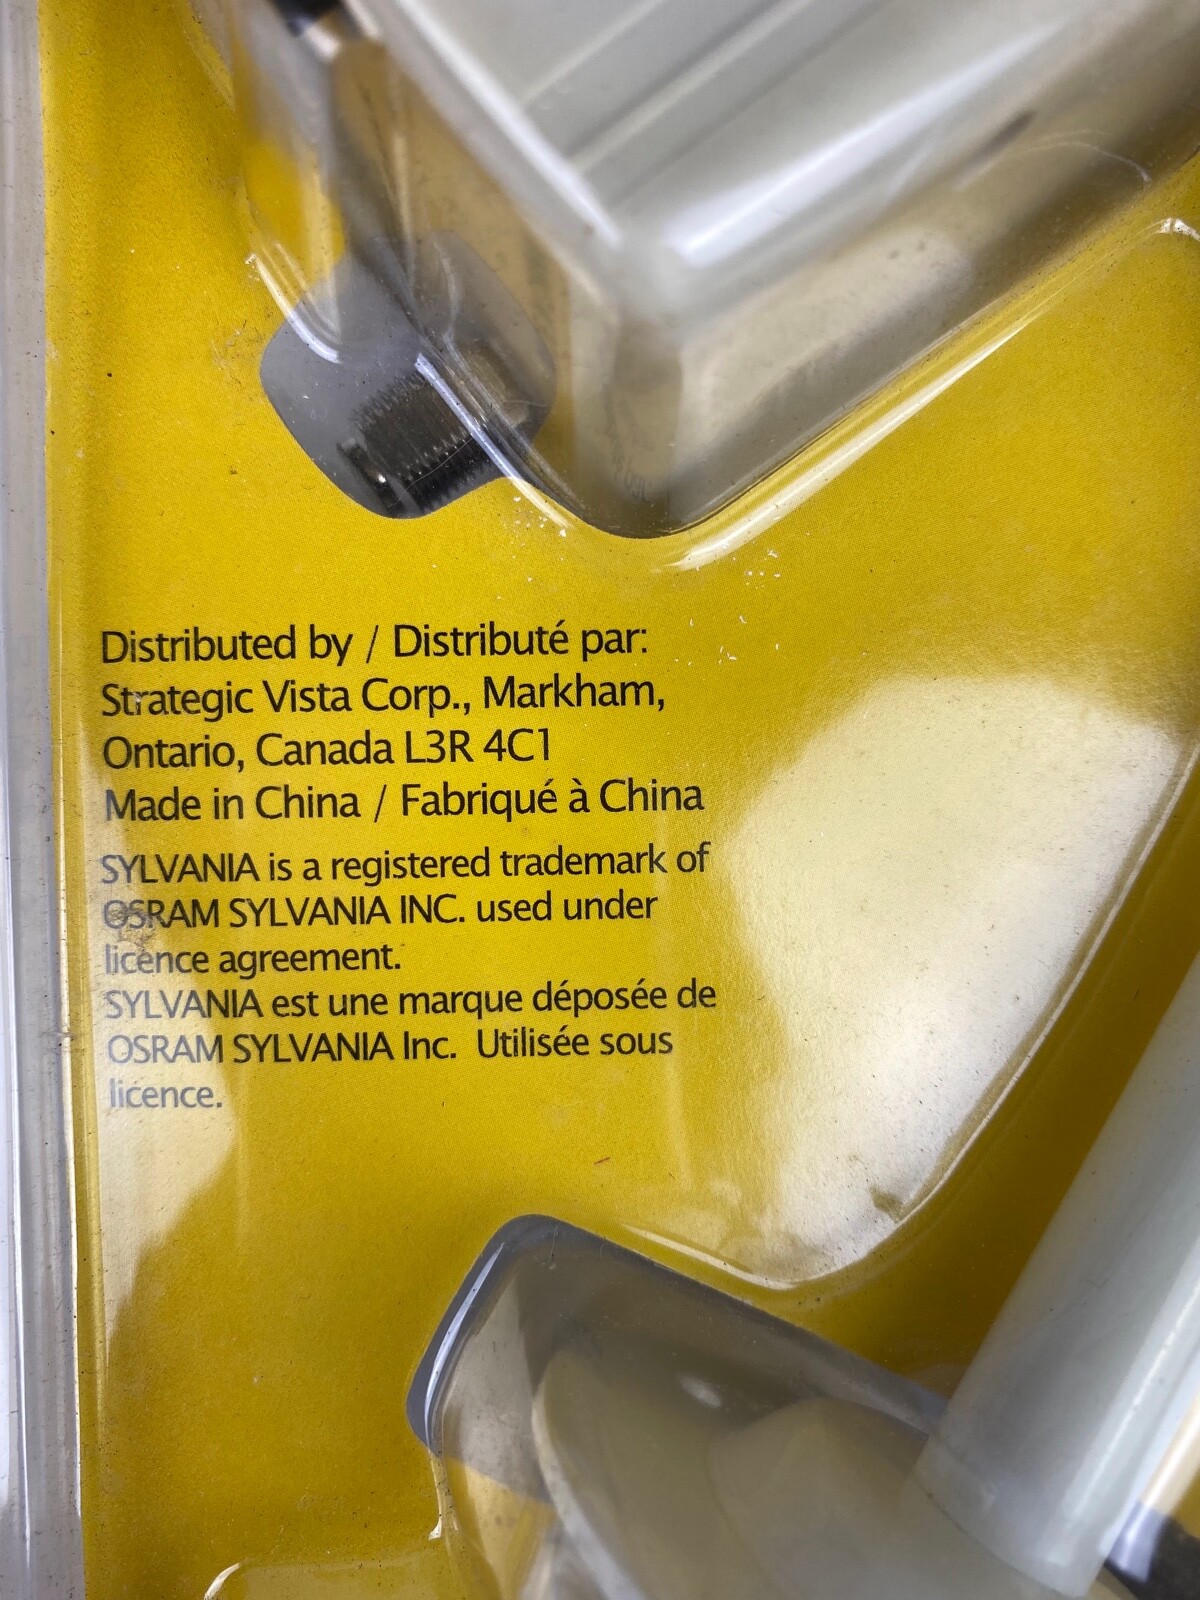 Distributed by / Distribué par:
Strategic Vista Corp., Markham,
Ontario, Canada L3R 4C1
Made in China / Fabriqué à China
SYLVANIA is a registered trademark of
OSRAM SYLVANIA INC. used under
licence agreement.
SYLVANIA est une marque déposée de
OSRAM SYLVANIA Inc. Utilisée sous
licence.